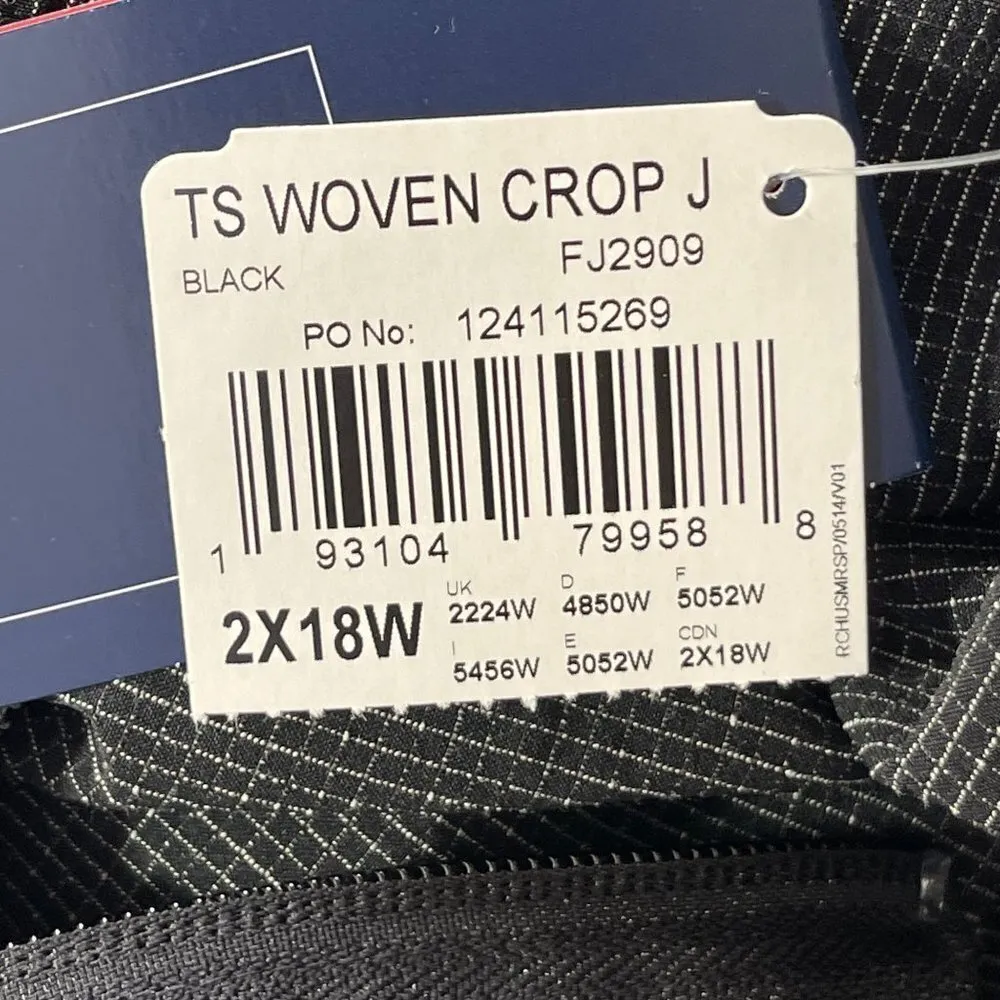 TS WOVEN CROP J
BLACK FJ2909
PO No: 124115269
1 93104 79958 8
2X18W
UK D F
2224W 4850W 5052W
I E CDN
5456W 5052W 2X18W
RCHUSMRSP/0514/V01